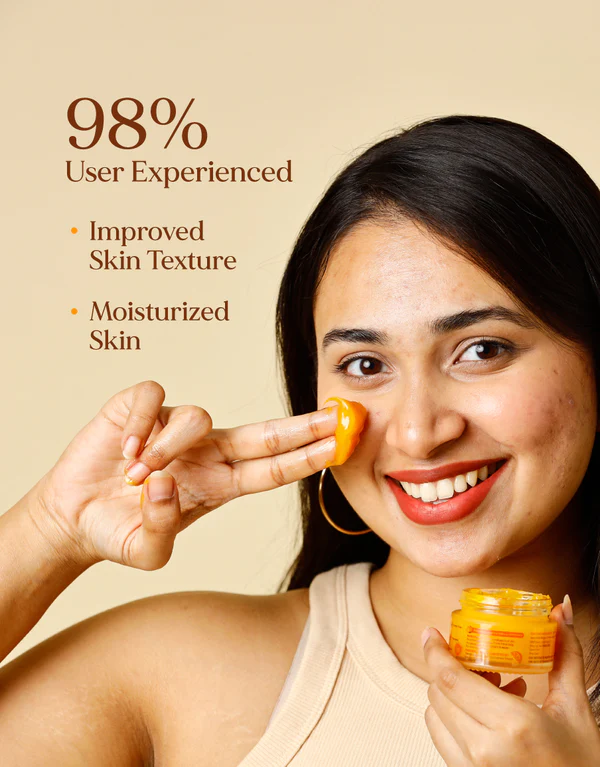 98%
User Experienced
• Improved
Skin Texture
• Moisturized
Skin